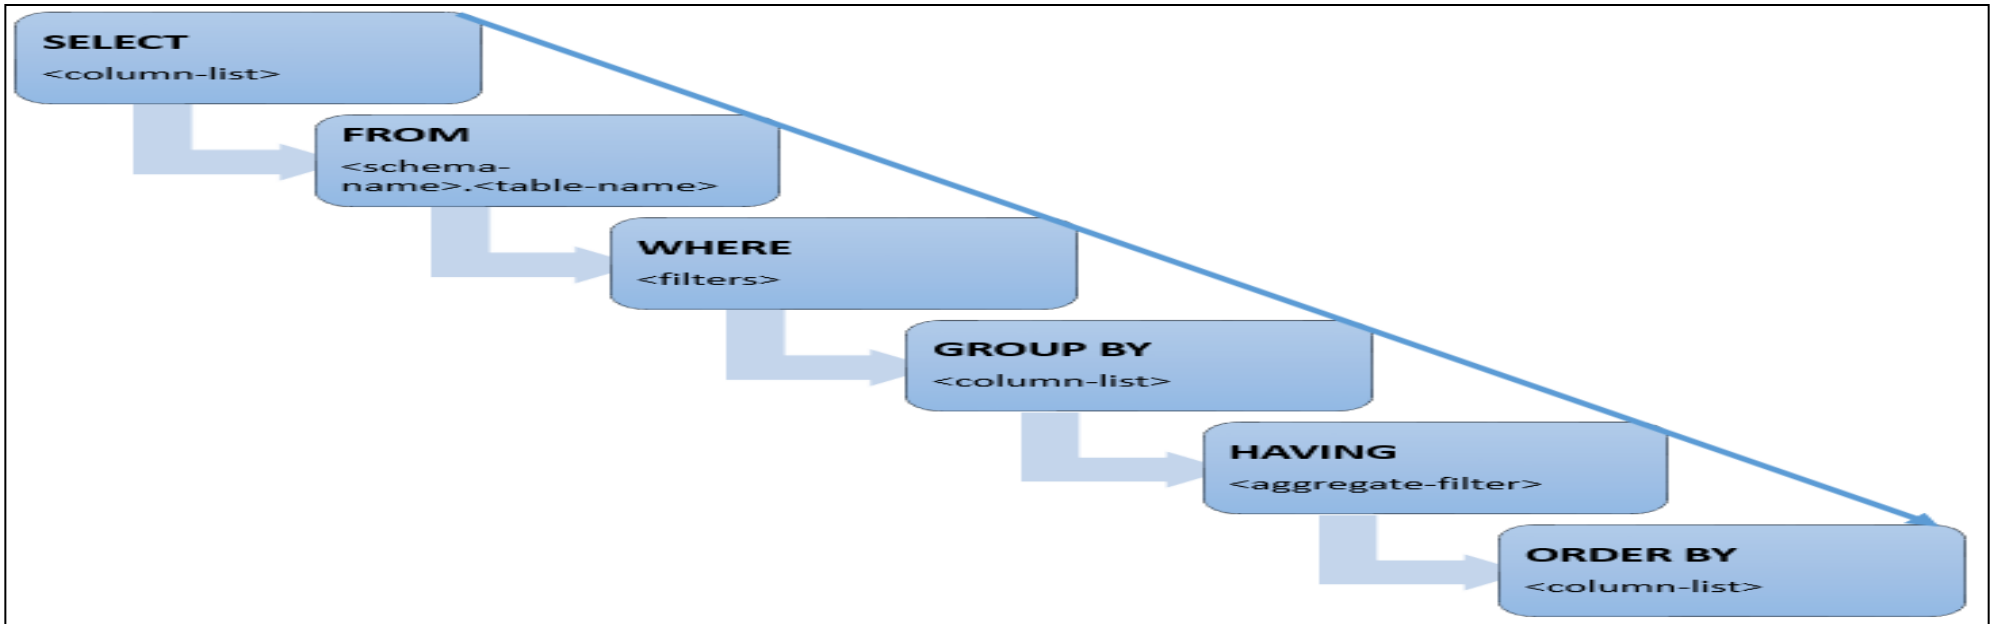 SELECT
<column-list>
FROM
<schema-
name>.<table-name>
WHERE
<filters>
GROUP BY
<column-list>
HAVING
<aggregate-filter>
ORDER BY
<column-list>